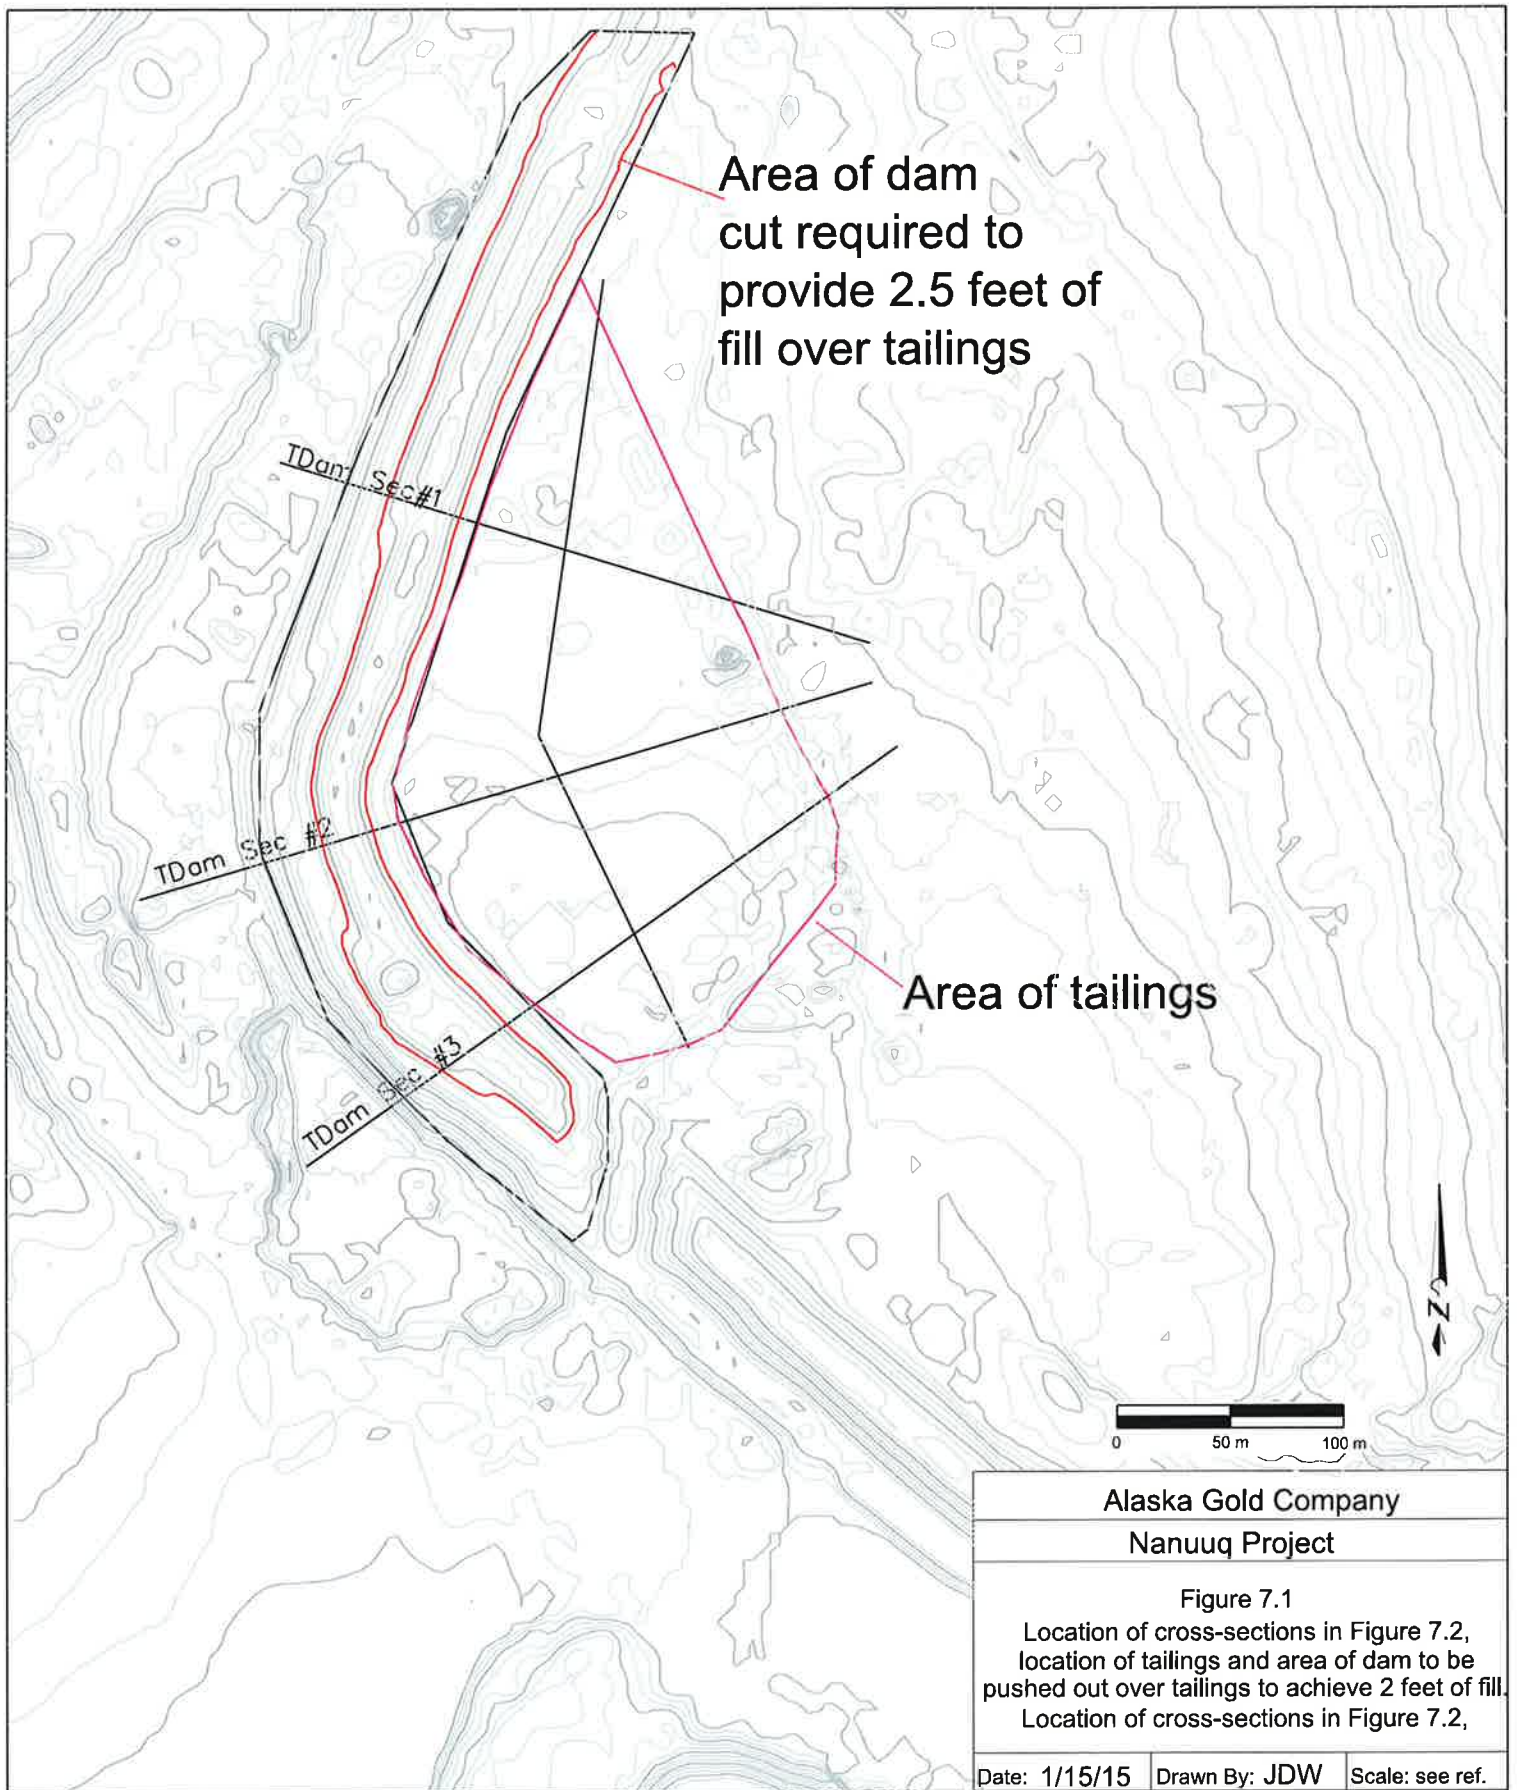 Area of dam
cut required to
provide 2.5 feet of
fill over tailings
TDam Sec#1
TDam Sec #2
TDam Sec #3
Area of tailings
N
0 50 m 100 m
Alaska Gold Company
Nanuuq Project
Figure 7.1
Location of cross-sections in Figure 7.2,
location of tailings and area of dam to be
pushed out over tailings to achieve 2 feet of fill.
Location of cross-sections in Figure 7.2,
Date: 1/15/15 Drawn By: JDW Scale: see ref.